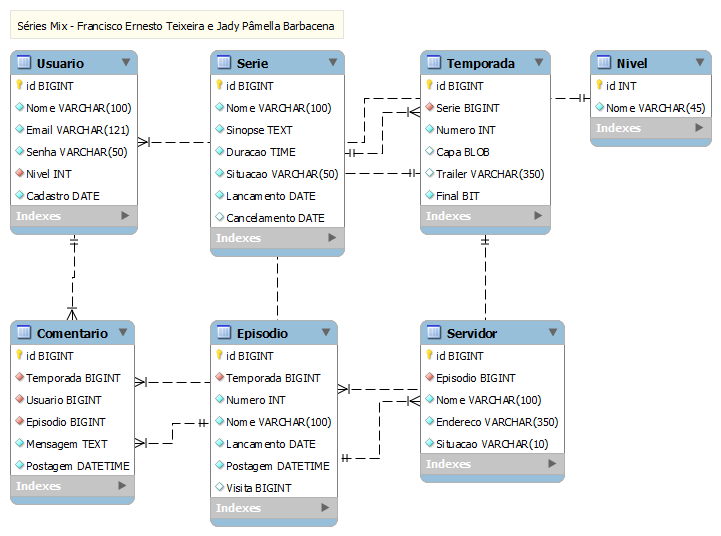 Séries Mix - Francisco Ernesto Teixeira e Jady Pâmella Barbacena
Usuario
id BIGINT
Nome VARCHAR(100)
Email VARCHAR(121)
Senha VARCHAR(50)
Nivel INT
Cadastro DATE
Indexes
Serie
id BIGINT
Nome VARCHAR(100)
Sinopse TEXT
Duracao TIME
Situacao VARCHAR(50)
Lancamento DATE
Cancelamento DATE
Indexes
Temporada
id BIGINT
Serie BIGINT
Numero INT
Capa BLOB
Trailer VARCHAR(350)
Final BIT
Indexes
Nivel
id INT
Nome VARCHAR(45)
Indexes
Comentario
id BIGINT
Temporada BIGINT
Usuario BIGINT
Episodio BIGINT
Mensagem TEXT
Postagem DATETIME
Indexes
Episodio
id BIGINT
Temporada BIGINT
Numero INT
Nome VARCHAR(100)
Lancamento DATE
Postagem DATETIME
Visita BIGINT
Indexes
Servidor
id BIGINT
Episodio BIGINT
Nome VARCHAR(100)
Endereco VARCHAR(350)
Situacao VARCHAR(10)
Indexes